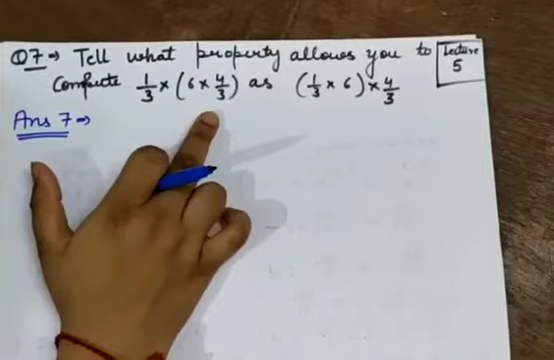 Q7⇒ Tell what property allows you to
Compute 1/3 × (6 × 4/3) as (1/3 × 6) × 4/3
Lecture
5
Ans 7⇒